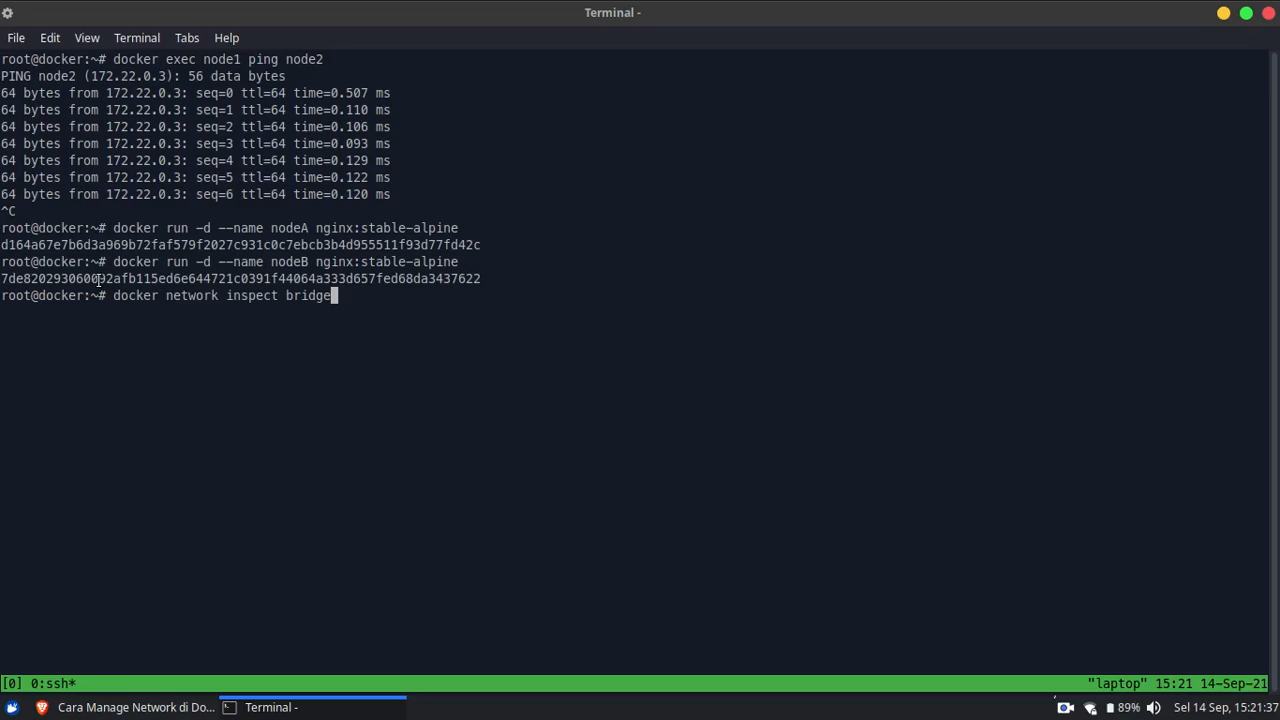 Terminal -
File Edit View Terminal Tabs Help
root@docker:~# docker exec node1 ping node2
PING node2 (172.22.0.3): 56 data bytes
64 bytes from 172.22.0.3: seq=0 ttl=64 time=0.507 ms
64 bytes from 172.22.0.3: seq=1 ttl=64 time=0.110 ms
64 bytes from 172.22.0.3: seq=2 ttl=64 time=0.106 ms
64 bytes from 172.22.0.3: seq=3 ttl=64 time=0.093 ms
64 bytes from 172.22.0.3: seq=4 ttl=64 time=0.129 ms
64 bytes from 172.22.0.3: seq=5 ttl=64 time=0.122 ms
64 bytes from 172.22.0.3: seq=6 ttl=64 time=0.120 ms
^C
root@docker:~# docker run -d --name nodeA nginx:stable-alpine
d164a67e7b6d3a969b72faf579f2027c931c0c7ebcb3b4d955511f93d77fd42c
root@docker:~# docker run -d --name nodeB nginx:stable-alpine
7de820293060092afb115ed6e644721c0391f44064a333d657fed68da3437622
root@docker:~# docker network inspect bridge
[0] 0:ssh* "laptop" 15:21 14-Sep-21
Cara Manage Network di Do... Terminal - 89% Sel 14 Sep, 15:21:37